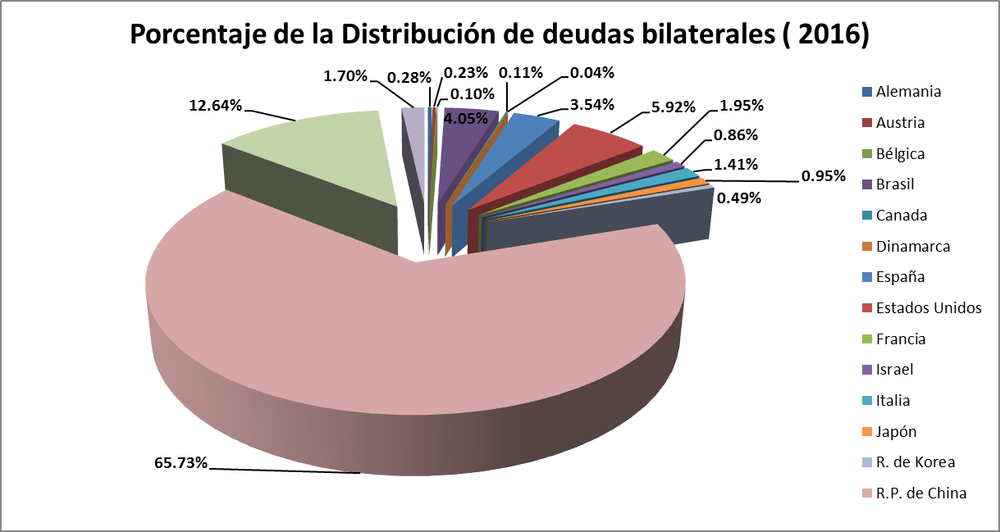 Porcentaje de la Distribución de deudas bilaterales ( 2016)
1.70%
0.28%
0.23%
0.10%
0.11%
0.04%
12.64%
4.05%
3.54%
5.92%
1.95%
0.86%
1.41%
0.95%
0.49%
65.73%
Alemania
Austria
Bélgica
Brasil
Canada
Dinamarca
España
Estados Unidos
Francia
Israel
Italia
Japón
R. de Korea
R.P. de China